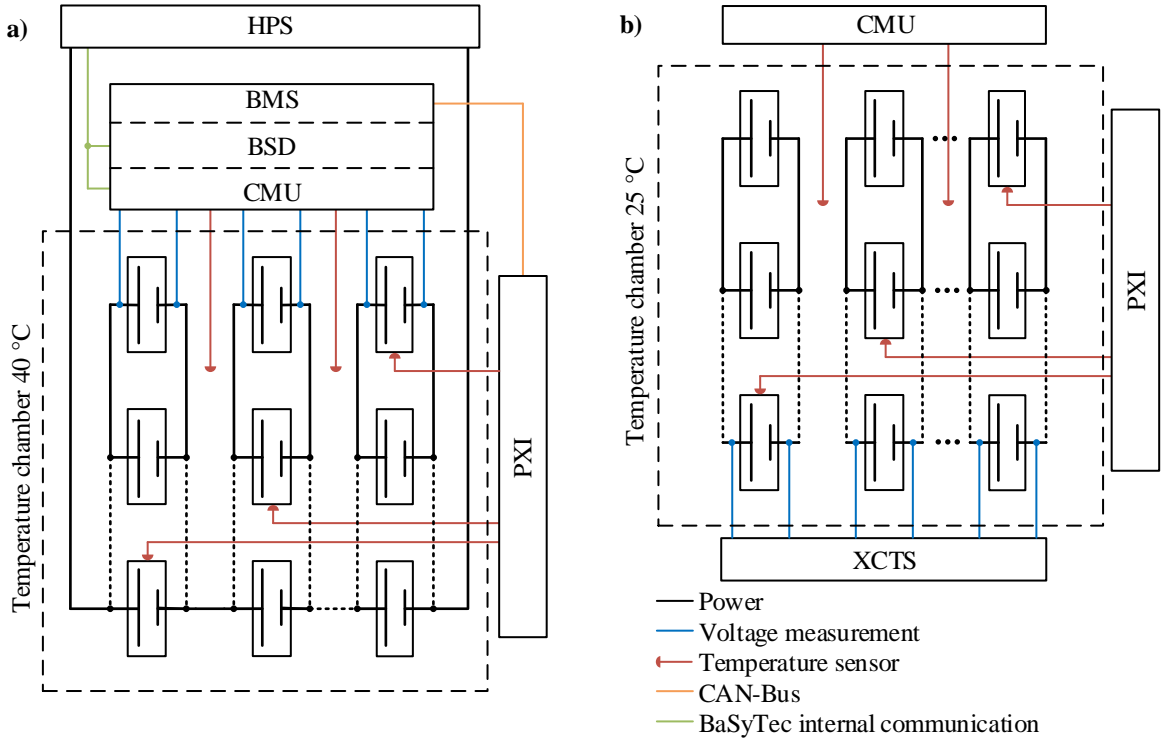 a)
HPS
BMS
BSD
CMU
Temperature chamber 40 °C
PXI
b)
CMU
Temperature chamber 25 °C
PXI
XCTS
Power
Voltage measurement
Temperature sensor
CAN-Bus
BaSyTec internal communication